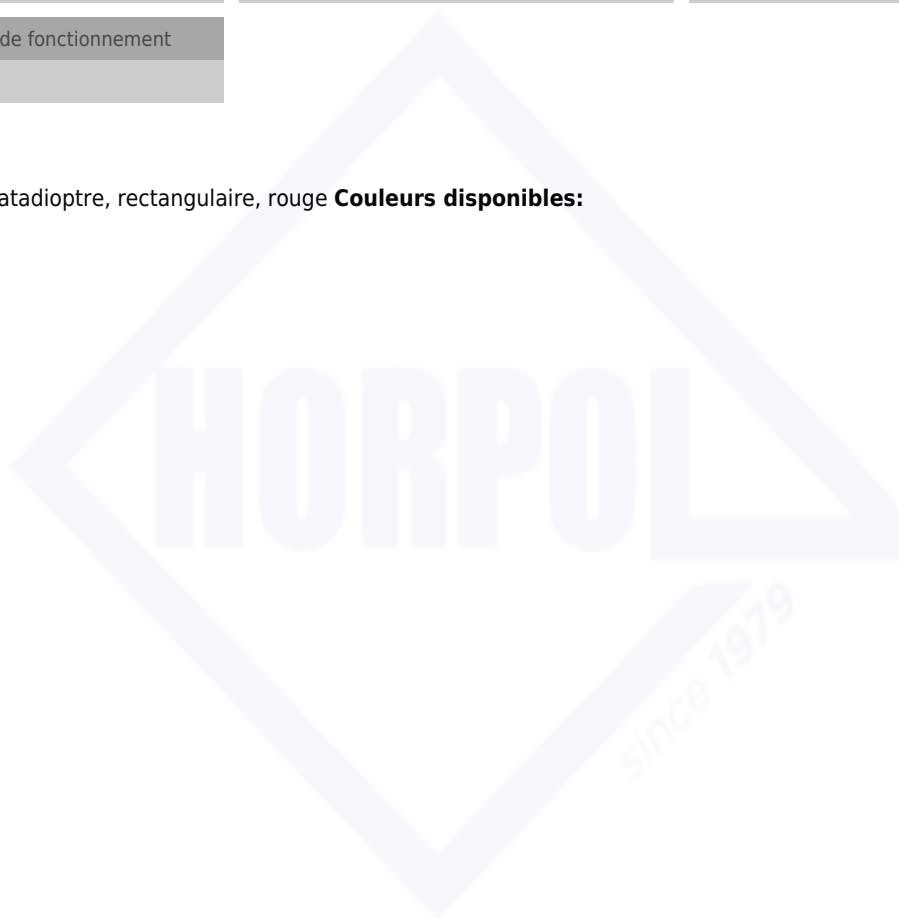 de fonctionnement
atadioptre, rectangulaire, rouge Couleurs disponibles:
HORPOL
since 1979